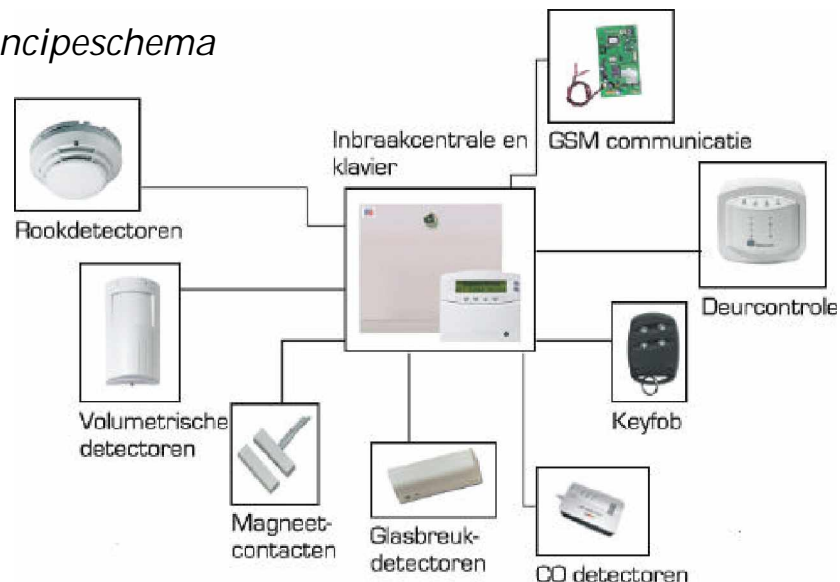 ncipeschema
Inbraakcentrale en
klavier
GSM communicatie
Rookdetectoren
Deurcontrole
Volumetrische
detectoren
Keyfob
Magneet-
contacten
Glasbreuk-
detectoren
CO detectoren